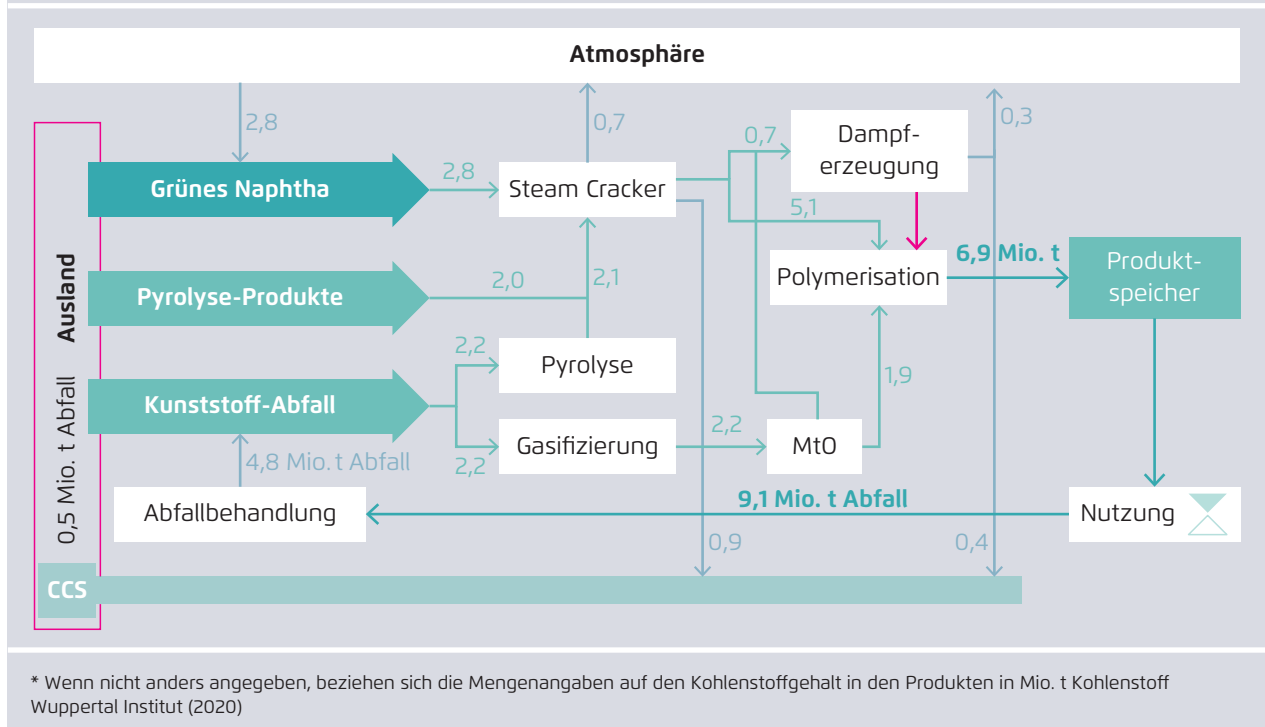 Atmosphäre
2,8
0,7
0,3
Ausland
0,5 Mio. t Abfall
Grünes Naphtha
2,8
Steam Cracker
0,7
Dampf-
erzeugung
5,1
Pyrolyse-Produkte
2,0
2,1
Polymerisation
6,9 Mio. t
Produkt-
speicher
Kunststoff-Abfall
2,2
Pyrolyse
1,9
2,2
Gasifizierung
2,2
MtO
4,8 Mio. t Abfall
Abfallbehandlung
9,1 Mio. t Abfall
Nutzung
0,9
0,4
CCS
* Wenn nicht anders angegeben, beziehen sich die Mengenangaben auf den Kohlenstoffgehalt in den Produkten in Mio. t Kohlenstoff
Wuppertal Institut (2020)